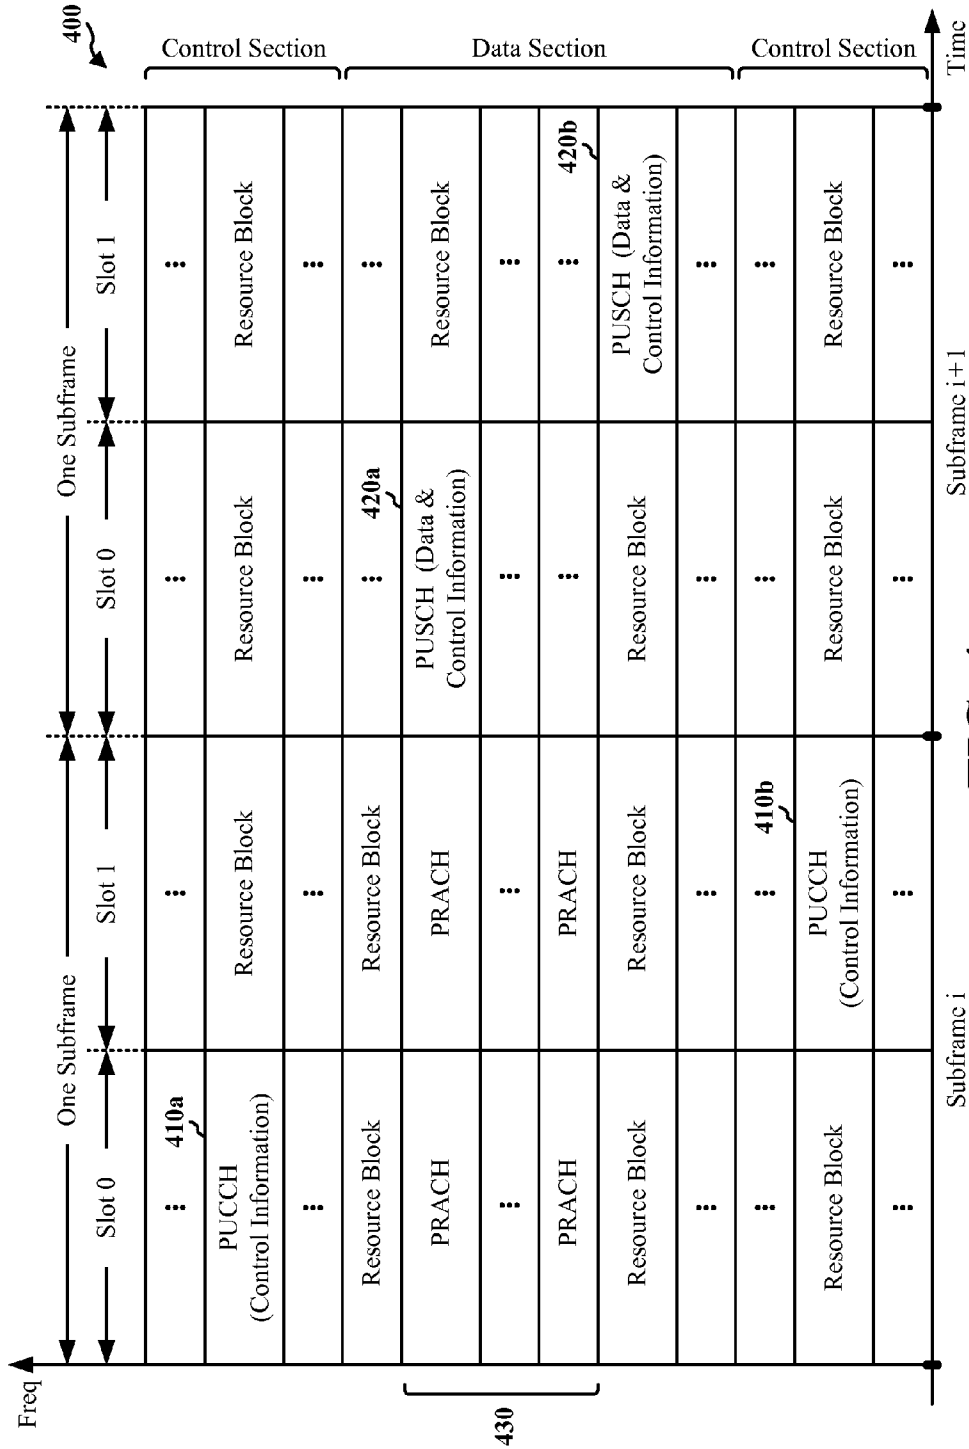 400
One Subframe
One Subframe
Slot 0
Slot 1
Slot 0
Slot 1
Freq
...
410a
...
...
...
Control Section
PUCCH
(Control Information)
Resource Block
Resource Block
Resource Block
...
...
...
...
Resource Block
Resource Block
...
420a
...
Data Section
430
PRACH
PRACH
PUSCH (Data &
Control Information)
Resource Block
...
...
...
...
PRACH
PRACH
...
...
420b
Resource Block
Resource Block
Resource Block
PUSCH (Data &
Control Information)
...
...
...
...
...
...
410b
...
...
Control Section
Resource Block
PUCCH
(Control Information)
Resource Block
Resource Block
...
...
...
...
Subframe i
Subframe i+1
Time